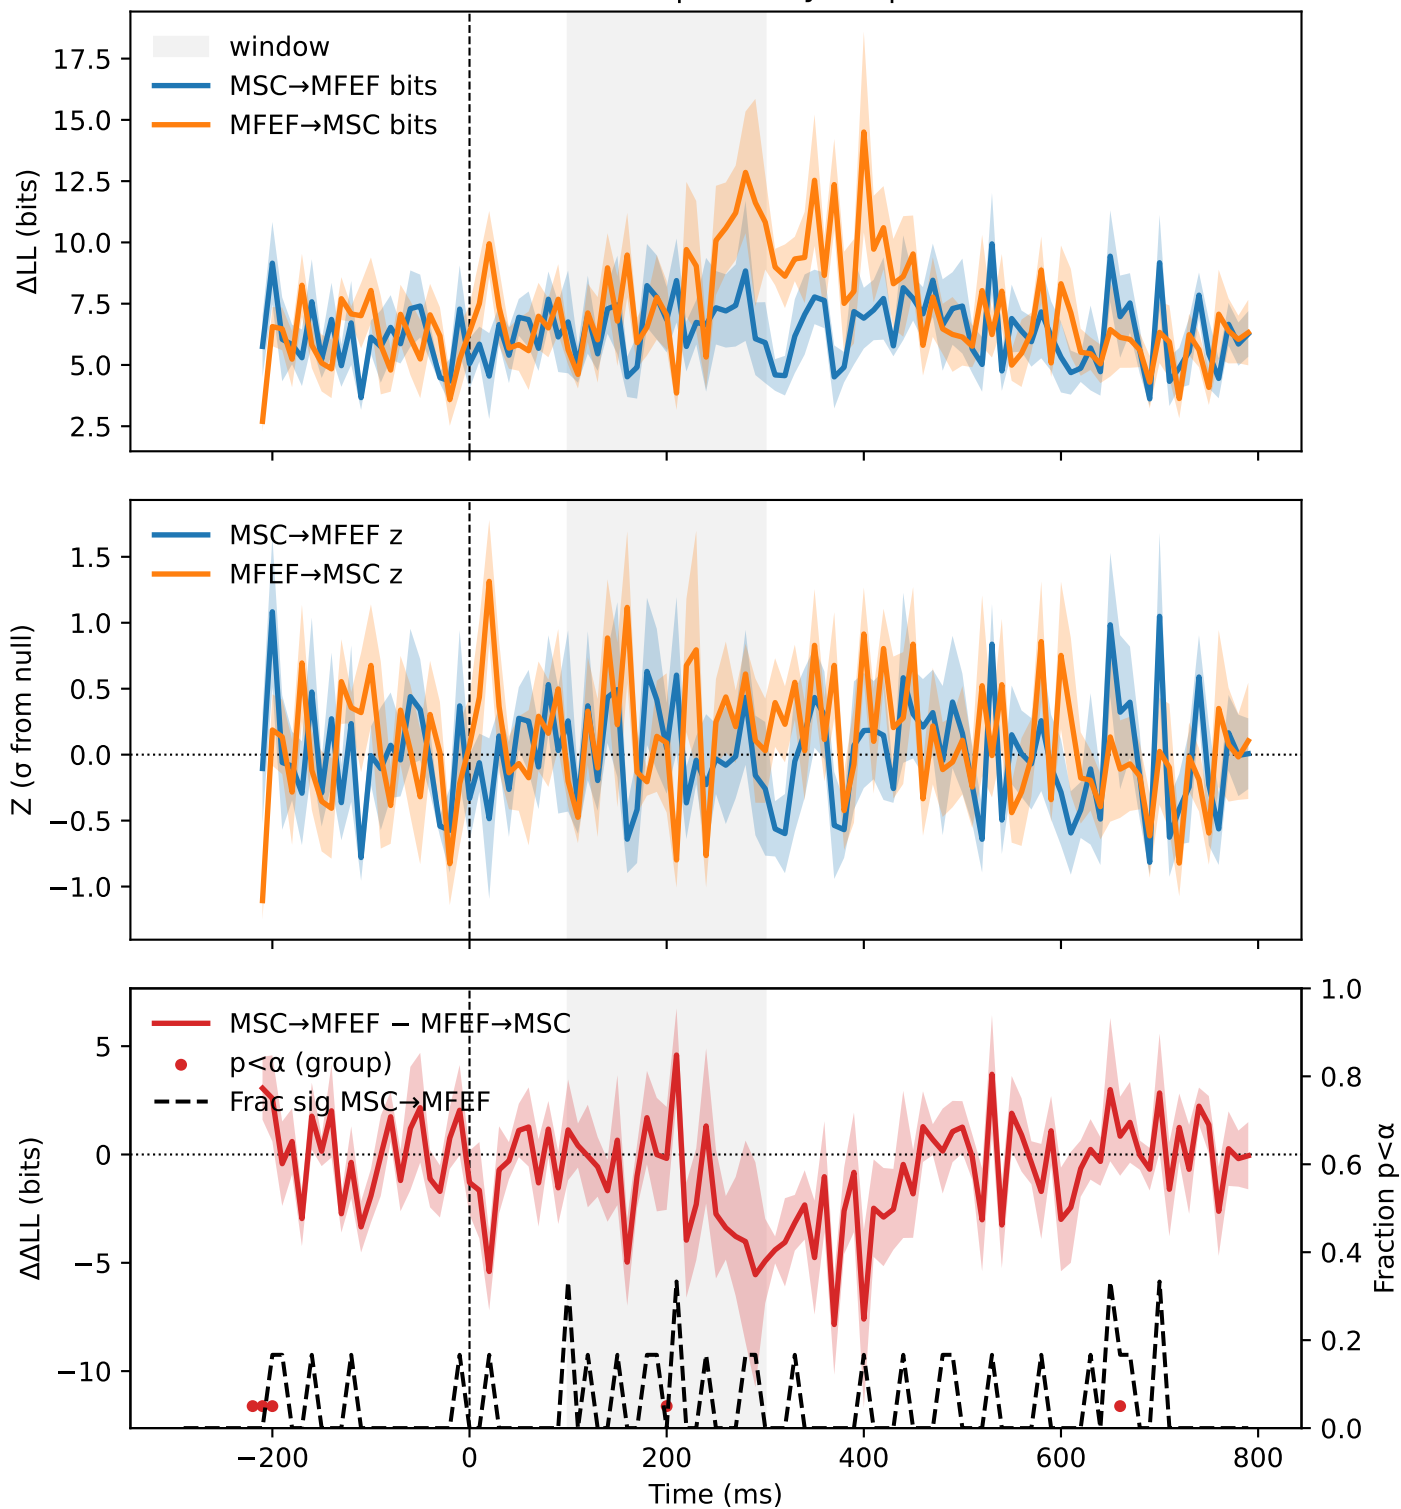 window
MSC→MFEF bits
MFEF→MSC bits
17.5
15.0
12.5
10.0
7.5
5.0
2.5
ΔLL (bits)
MSC→MFEF z
MFEF→MSC z
1.5
1.0
0.5
0.0
−0.5
−1.0
Z (σ from null)
MSC→MFEF − MFEF→MSC
p<α (group)
Frac sig MSC→MFEF
5
0
−5
−10
ΔΔLL (bits)
1.0
0.8
0.6
0.4
0.2
0.0
Fraction p<α
−200
0
200
400
600
800
Time (ms)